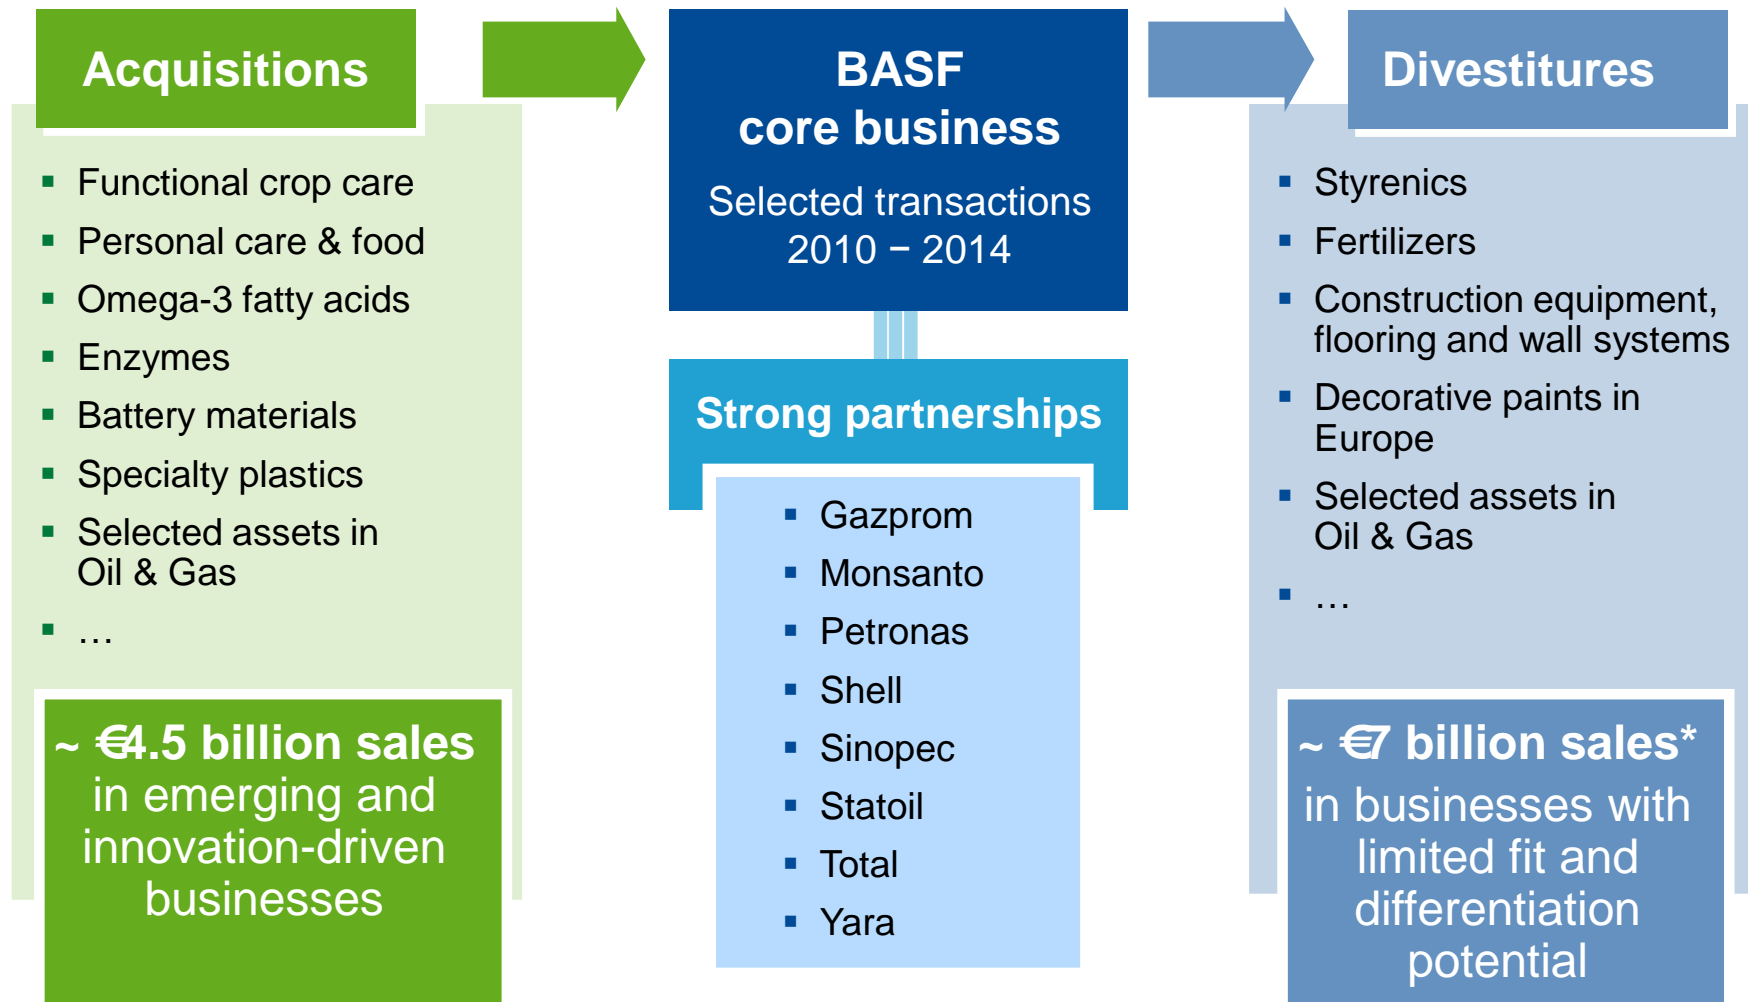 Acquisitions
Functional crop care
Personal care & food
Omega-3 fatty acids
Enzymes
Battery materials
Specialty plastics
Selected assets in
Oil & Gas
…
~ €4.5 billion sales
in emerging and
innovation-driven
businesses
BASF
core business
Selected transactions
2010 – 2014
Strong partnerships
Gazprom
Monsanto
Petronas
Shell
Sinopec
Statoil
Total
Yara
Divestitures
Styrenics
Fertilizers
Construction equipment,
flooring and wall systems
Decorative paints in
Europe
Selected assets in
Oil & Gas
…
~ €7 billion sales*
in businesses with
limited fit and
differentiation
potential